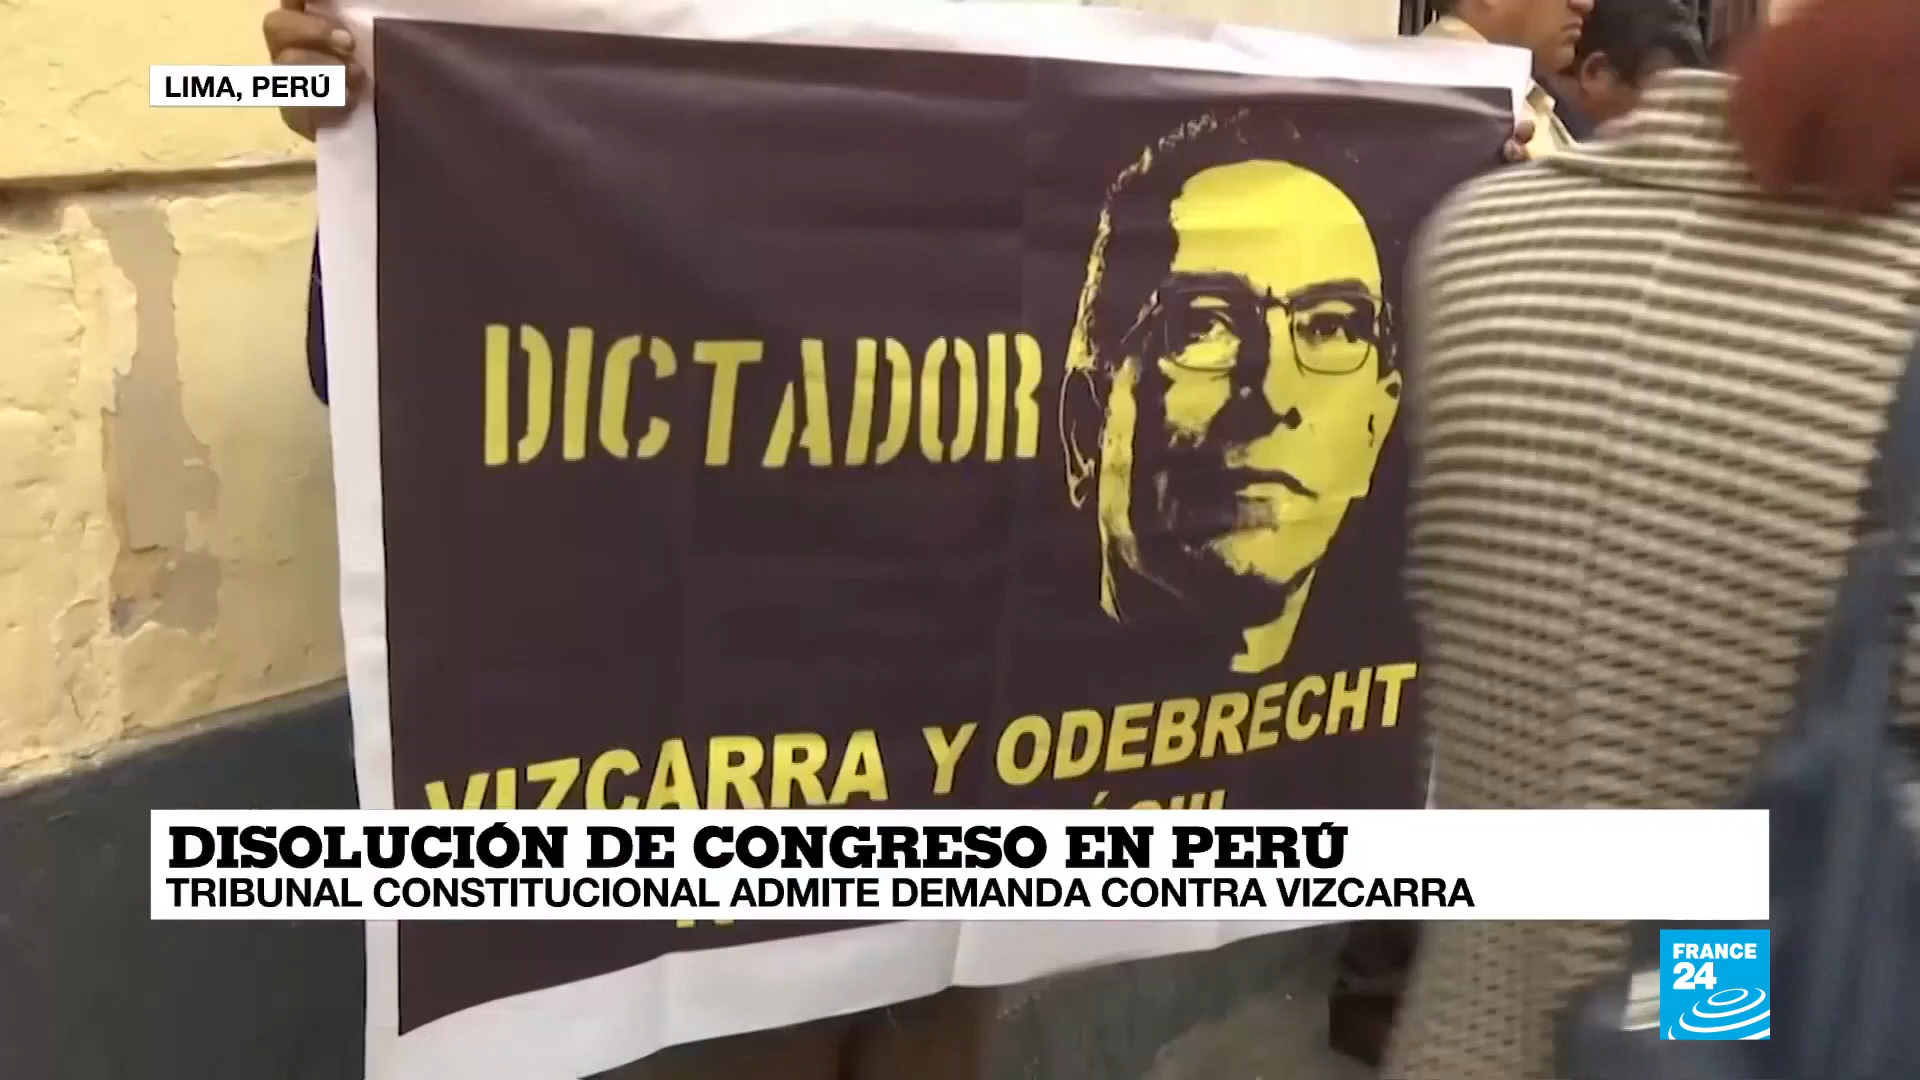 LIMA, PERÚ
DICTADOR
VIZCARRA Y ODEBRECHT
DISOLUCIÓN DE CONGRESO EN PERÚ
TRIBUNAL CONSTITUCIONAL ADMITE DEMANDA CONTRA VIZCARRA
FRANCE
24